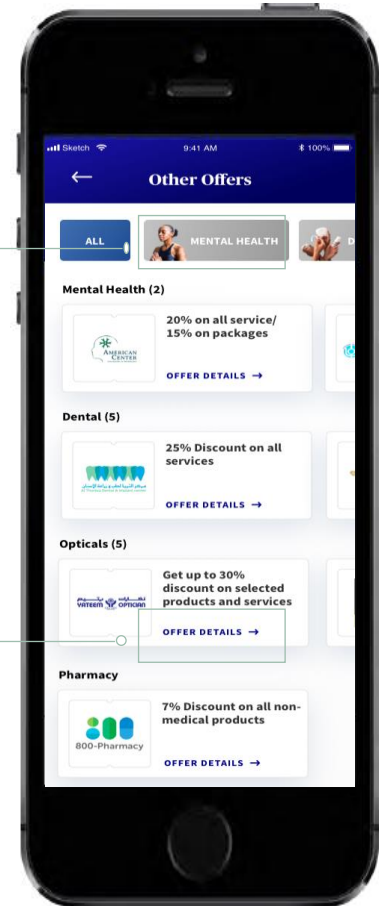 Sketch 9:41 AM 100%
Other Offers
ALL MENTAL HEALTH D
Mental Health (2)
20% on all service/
15% on packages
AMERICAN
CENTER
OFFER DETAILS →
Dental (5)
25% Discount on all
services
OFFER DETAILS →
Opticals (5)
Get up to 30%
discount on selected
products and services
نظارات يتيم
YATEEM OPTICIAN
OFFER DETAILS →
Pharmacy
7% Discount on all non-
medical products
800-Pharmacy
OFFER DETAILS →